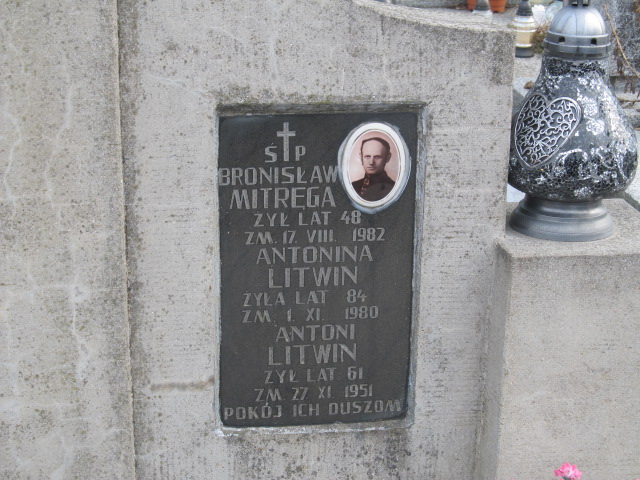 Ś P
BRONISŁAW
MITRĘGA
ŻYŁ LAT 48
ZM. 17. VIII. 1982
ANTONINA
LITWIN
ŻYŁA LAT 84
ZM. 1. XI. 1980
ANTONI
LITWIN
ŻYŁ LAT 61
ZM. 27 XI 1951
POKÓJ ICH DUSZOM